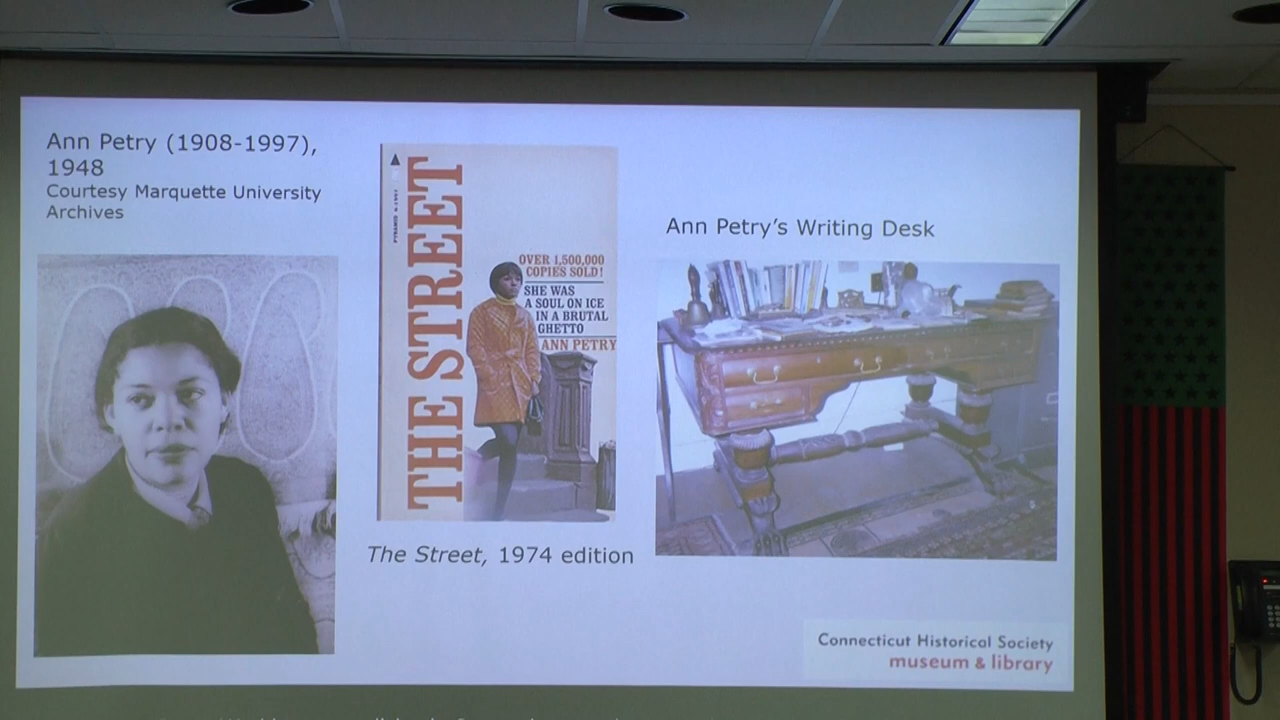 Ann Petry (1908-1997),
1948
Courtesy Marquette University
Archives
THE STREET
OVER 1,500,000
COPIES SOLD!
SHE WAS
A SOUL ON ICE
IN A BRUTAL
GHETTO
ANN PETRY
The Street, 1974 edition
Ann Petry's Writing Desk
Connecticut Historical Society
museum & library